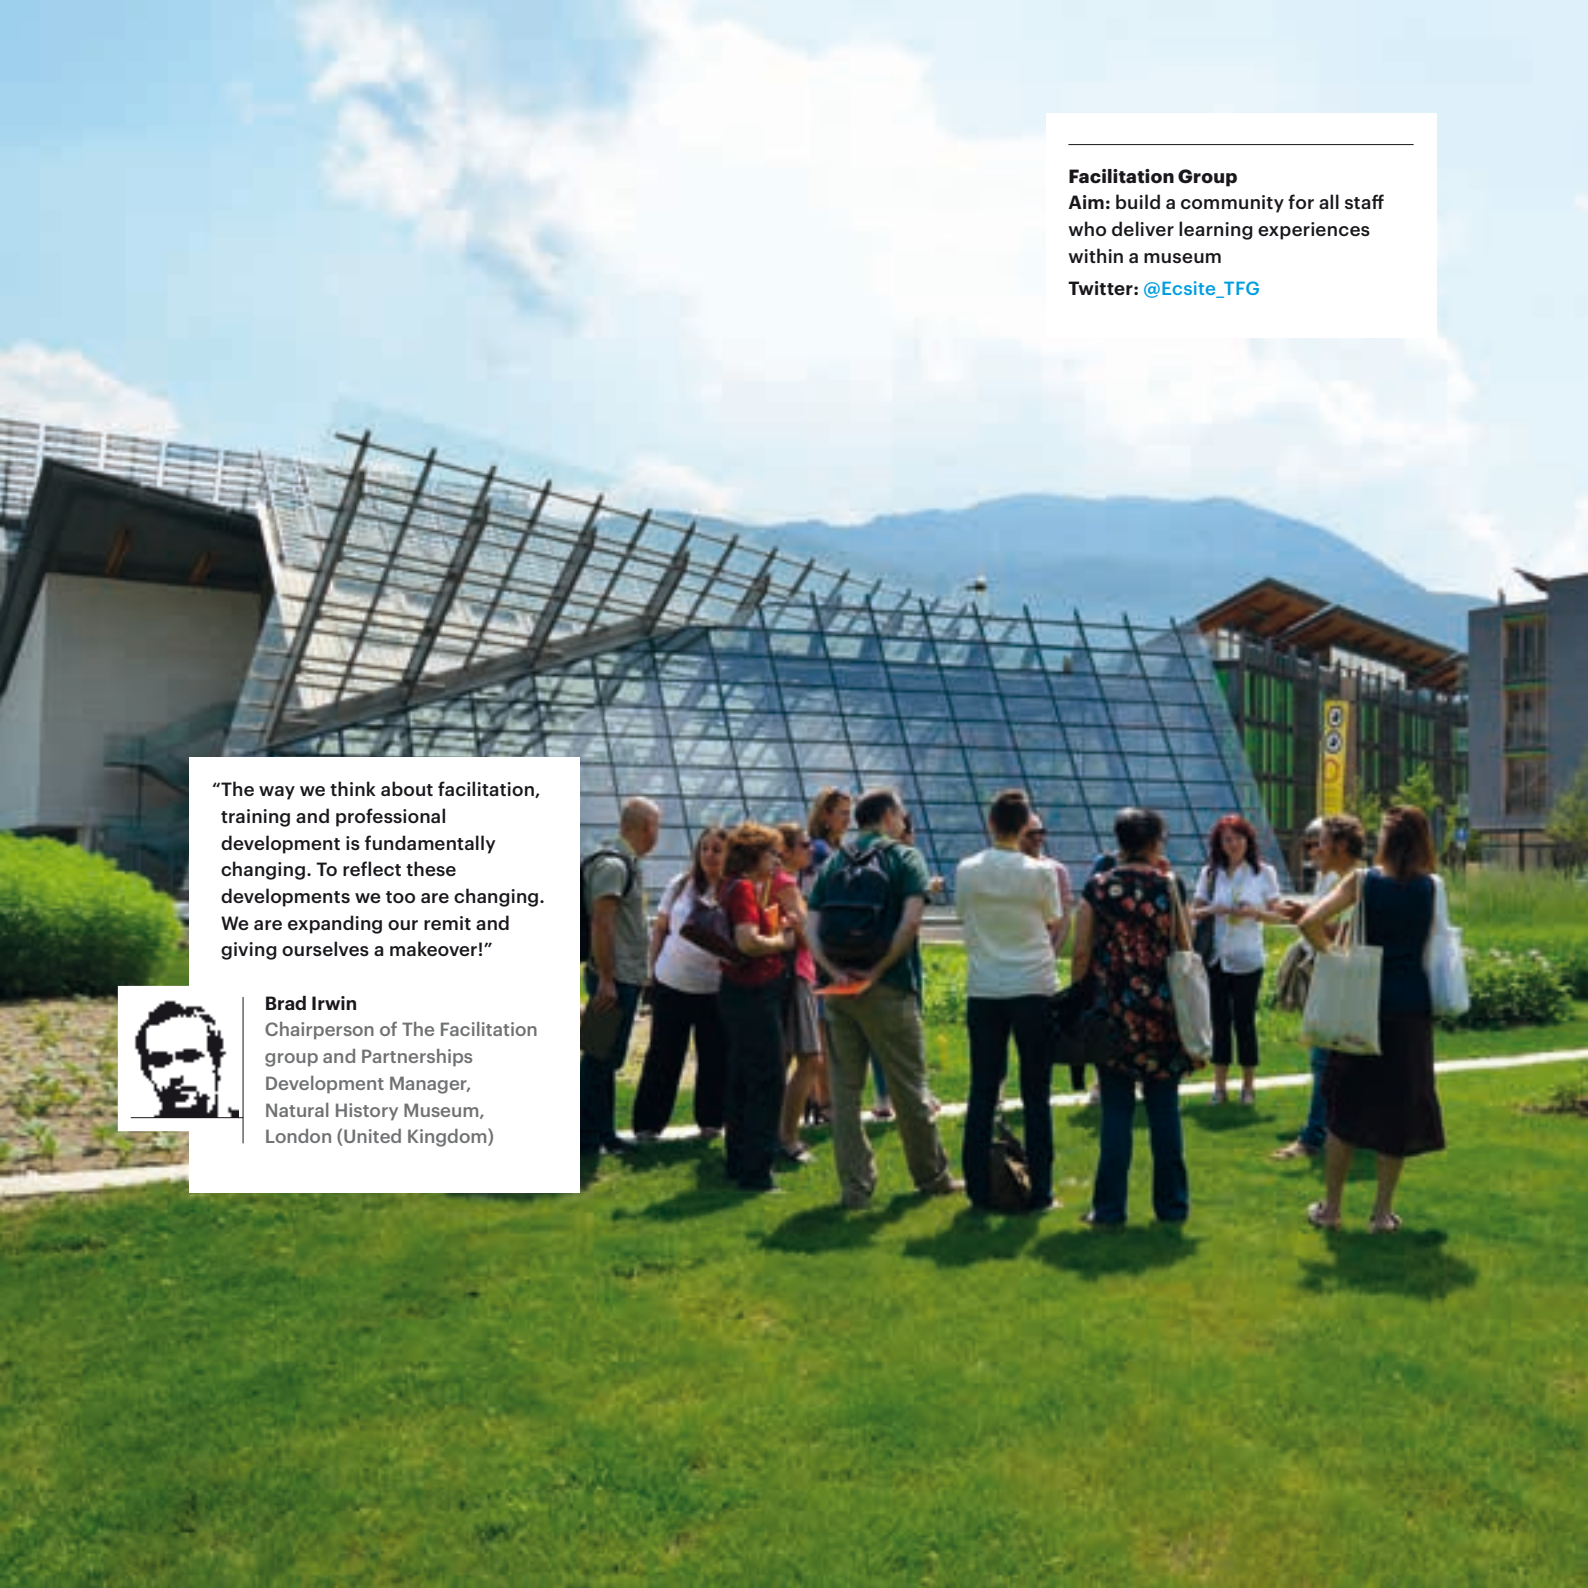 Facilitation Group
Aim: build a community for all staff
who deliver learning experiences
within a museum
Twitter: @Ecsite_TFG
“The way we think about facilitation,
training and professional
development is fundamentally
changing. To reflect these
developments we too are changing.
We are expanding our remit and
giving ourselves a makeover!”
Brad Irwin
Chairperson of The Facilitation
group and Partnerships
Development Manager,
Natural History Museum,
London (United Kingdom)